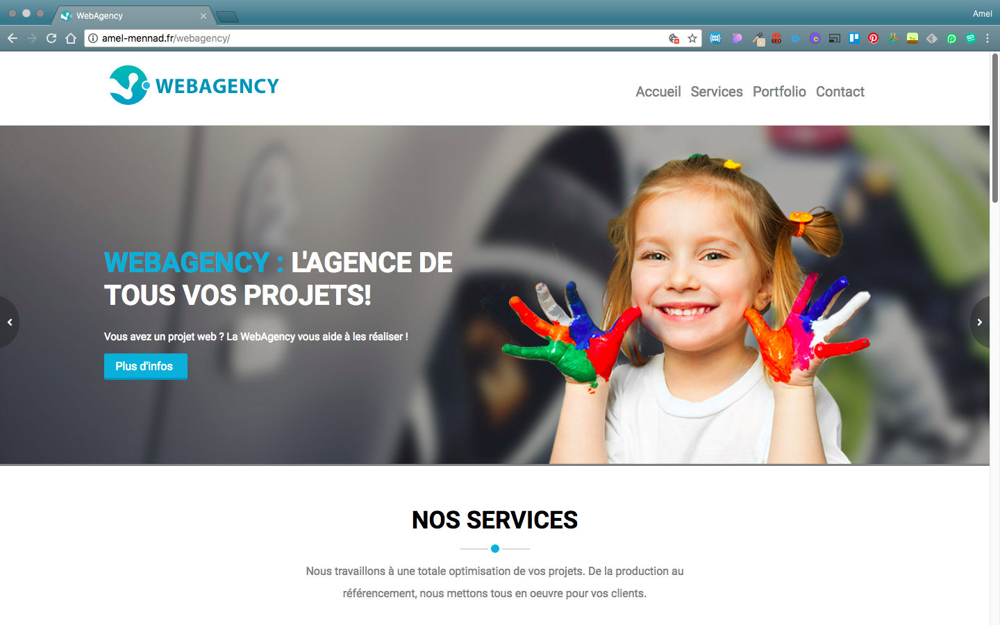 WebAgency
Amel
amel-mennad.fr/webagency/
SEO
WEBAGENCY
Accueil Services Portfolio Contact
WEBAGENCY : L'AGENCE DE
TOUS VOS PROJETS!
Vous avez un projet web ? La WebAgency vous aide à les réaliser !
Plus d'infos
NOS SERVICES
Nous travaillons à une totale optimisation de vos projets. De la production au
référencement, nous mettons tous en oeuvre pour vos clients.